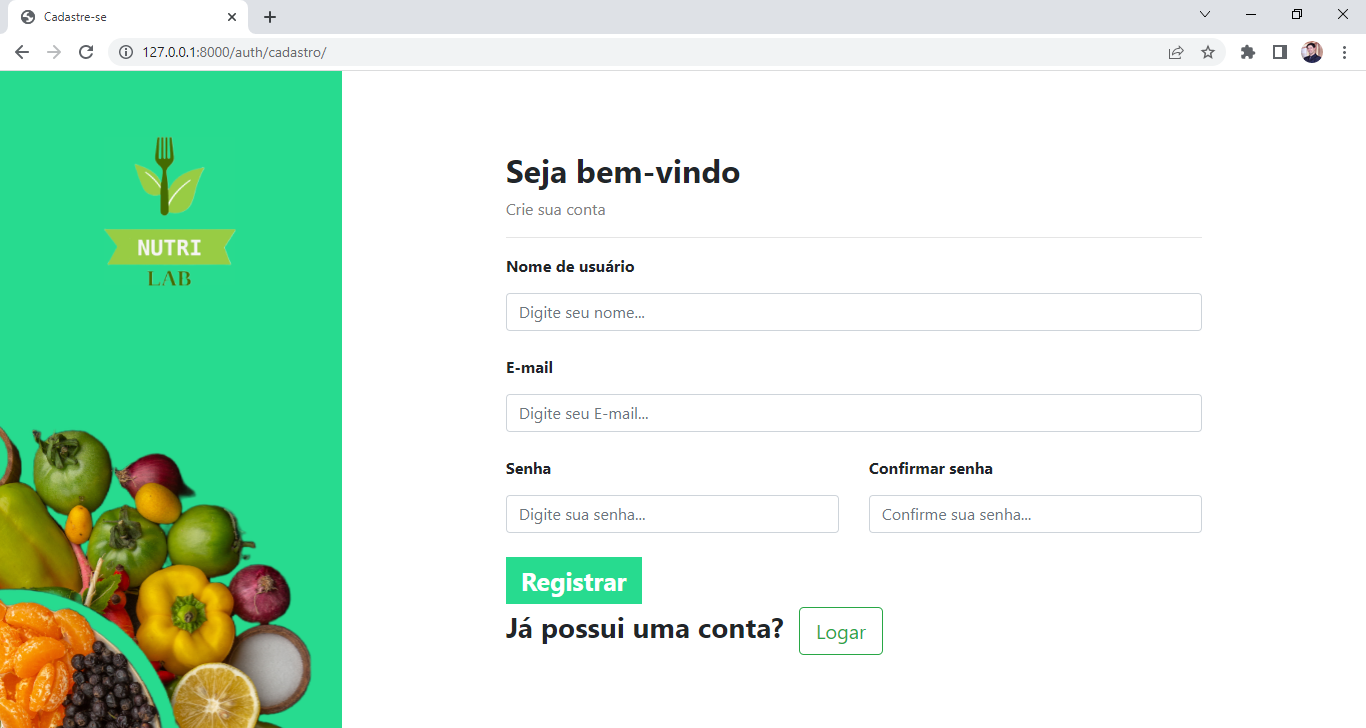 Cadastre-se
127.0.0.1:8000/auth/cadastro/
NUTRI
LAB
Seja bem-vindo
Crie sua conta
Nome de usuário
Digite seu nome...
E-mail
Digite seu E-mail...
Senha
Confirmar senha
Digite sua senha...
Confirme sua senha...
Registrar
Já possui uma conta?
Logar